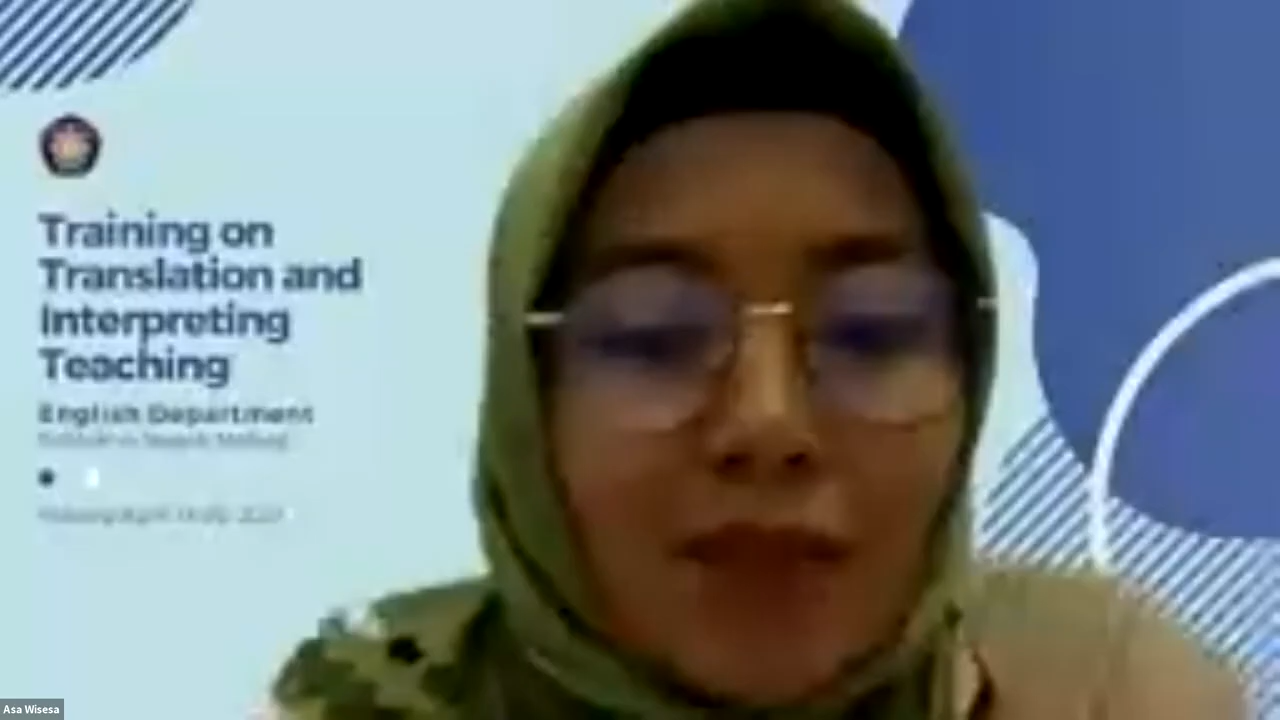 Training on
Translation and
Interpreting
Teaching
English Department
Asa Wisesa